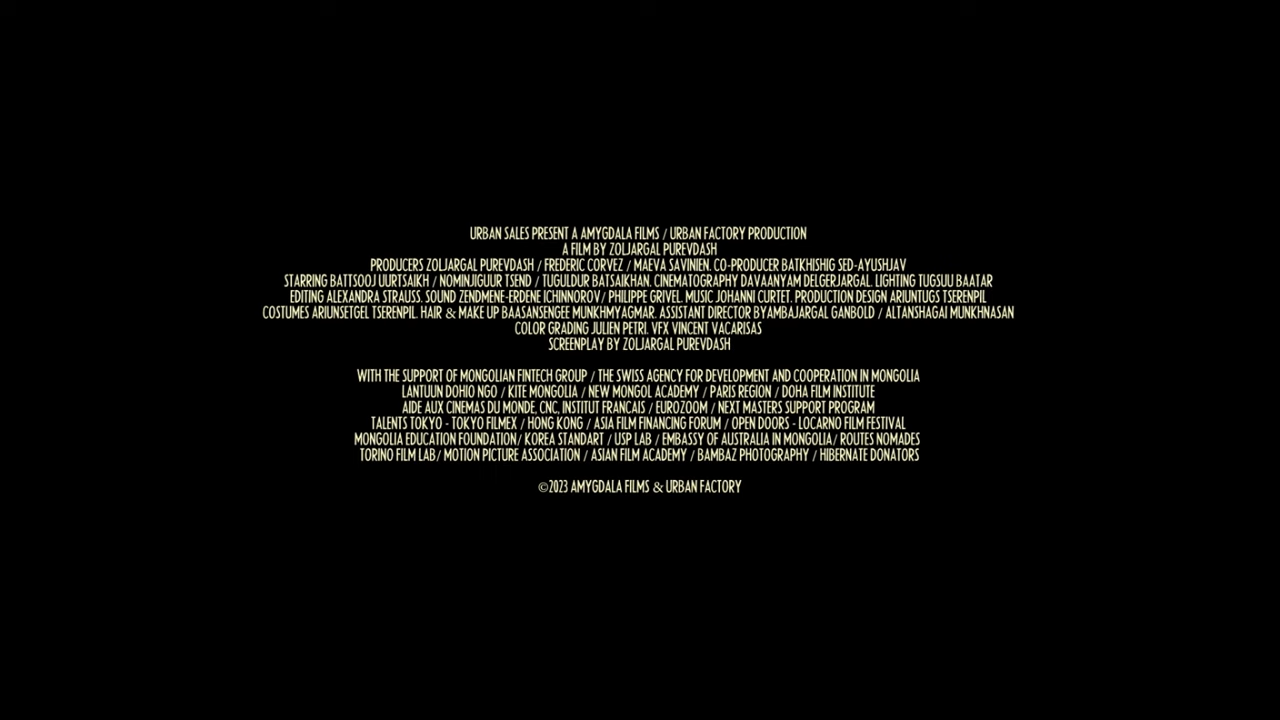 URBAN SALES PRESENT A AMYGDALA FILMS / URBAN FACTORY PRODUCTION
A FILM BY ZOLJARGAL PUREVDASH
PRODUCERS ZOLJARGAL PUREVDASH / FREDERIC CORVEZ / MAEVA SAVINIEN. CO-PRODUCER BATKHISHIG SED-AYUSHJAV
STARRING BATTSOOJ UURTSAIKH / NOMINJIGUUR TSEND / TUGULDUR BATSAIKHAN. CINEMATOGRAPHY DAVAANYAM DELGERJARGAL. LIGHTING TUGSUU BAATAR
EDITING ALEXANDRA STRAUSS. SOUND ZENDMENE-ERDENE ICHINNOROV/ PHILIPPE GRIVEL. MUSIC JOHANNI CURTET. PRODUCTION DESIGN ARIUNTUGS TSERENPIL
COSTUMES ARIUNSETGEL TSERENPIL. HAIR & MAKE UP BAASANSENGEE MUNKHMYAGMAR. ASSISTANT DIRECTOR BYAMBAJARGAL GANBOLD / ALTANSHAGAI MUNKHNASAN
COLOR GRADING JULIEN PETRI. VFX VINCENT VACARISAS
SCREENPLAY BY ZOLJARGAL PUREVDASH
WITH THE SUPPORT OF MONGOLIAN FINTECH GROUP / THE SWISS AGENCY FOR DEVELOPMENT AND COOPERATION IN MONGOLIA
LANTUUN DOHIO NGO / KITE MONGOLIA / NEW MONGOL ACADEMY / PARIS REGION / DOHA FILM INSTITUTE
AIDE AUX CINEMAS DU MONDE, CNC, INSTITUT FRANCAIS / EUROZOOM / NEXT MASTERS SUPPORT PROGRAM
TALENTS TOKYO - TOKYO FILMEX / HONG KONG / ASIA FILM FINANCING FORUM / OPEN DOORS - LOCARNO FILM FESTIVAL
MONGOLIA EDUCATION FOUNDATION/ KOREA STANDART / USP LAB / EMBASSY OF AUSTRALIA IN MONGOLIA/ ROUTES NOMADES
TORINO FILM LAB/ MOTION PICTURE ASSOCIATION / ASIAN FILM ACADEMY / BAMBAZ PHOTOGRAPHY / HIBERNATE DONATORS
©2023 AMYGDALA FILMS & URBAN FACTORY